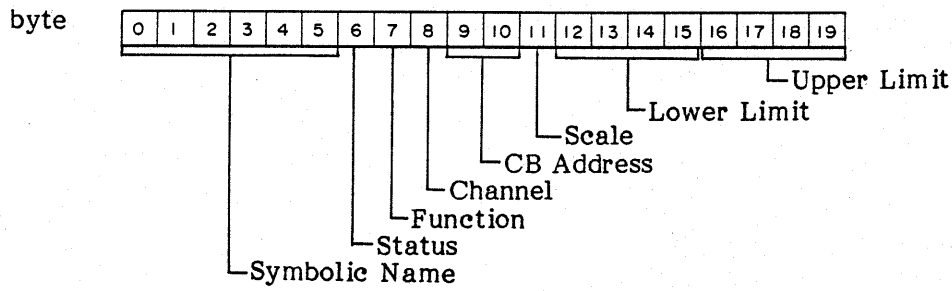 byte 0 1 2 3 4 5 6 7 8 9 10 11 12 13 14 15 16 17 18 19
Upper Limit
Lower Limit
Scale
CB Address
Channel
Function
Status
Symbolic Name